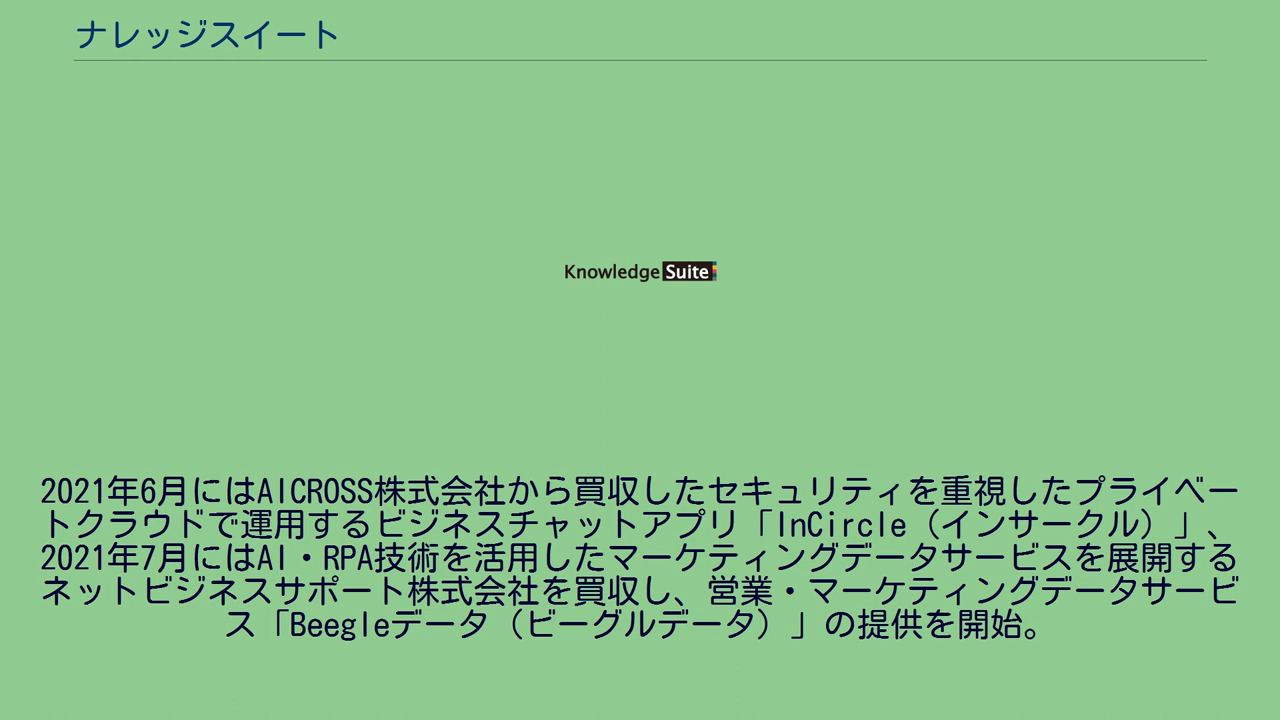 ナレッジスイート
Knowledge Suite
2021年6月にはAICROSS株式会社から買収したセキュリティを重視したプライベー
トクラウドで運用するビジネスチャットアプリ「InCircle（インサークル）」、
2021年7月にはAI・RPA技術を活用したマーケティングデータサービスを展開する
ネットビジネスサポート株式会社を買収し、営業・マーケティングデータサービ
ス「Beegleデータ（ビーグルデータ）」の提供を開始。